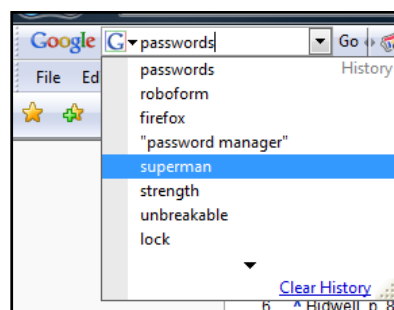 Google G passwords Go
File Ed
passwords History
roboform
firefox
"password manager"
superman
strength
unbreakable
lock
Clear History
6 ^ Hidwell, p. 8